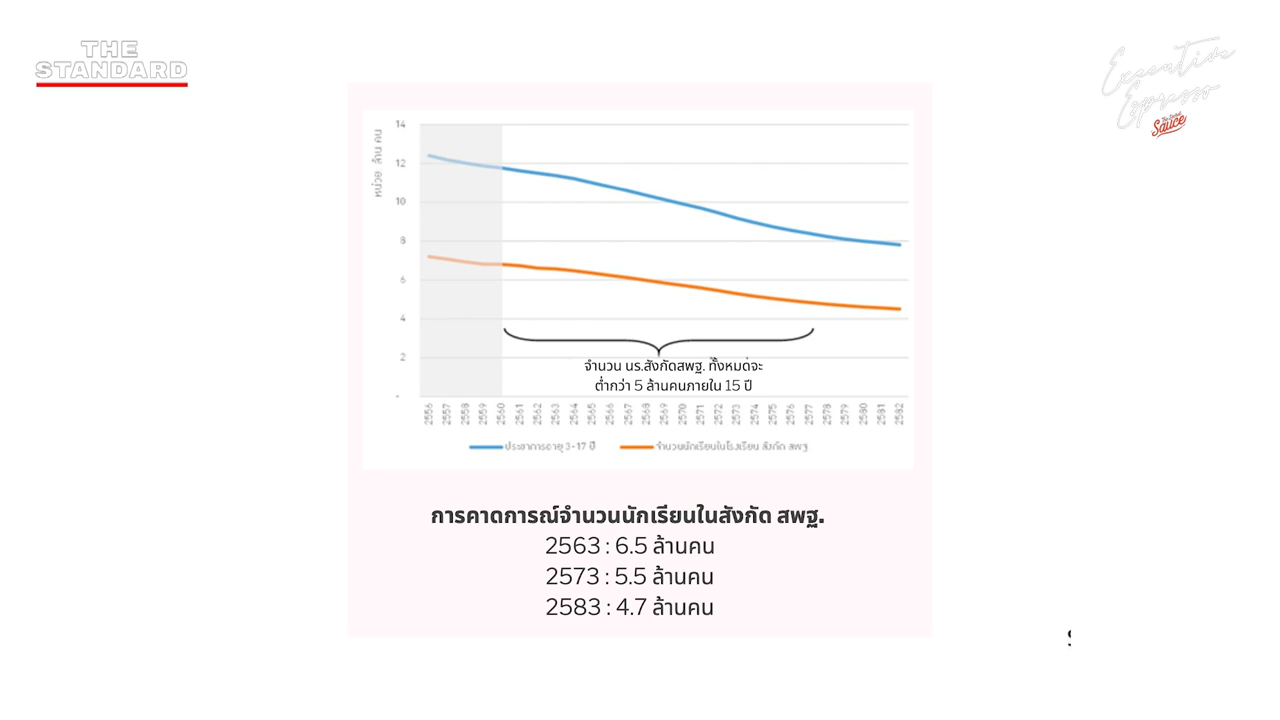 THE
STANDARD
Executive
Espresso
The Secret
Sauce
หน่วย ล้าน คน
14
12
10
8
6
4
2
-
จำนวน นร.สังกัดสพฐ. ทั้งหมดจะ
ต่ำกว่า 5 ล้านคนภายใน 15 ปี
2556 2557 2558 2559 2560 2561 2562 2563 2564 2565 2566 2567 2568 2569 2570 2571 2572 2573 2574 2575 2576 2577 2578 2579 2580 2581 2582
ประชาการอายุ 3-17 ปี จำนวนนักเรียนในโรงเรียน สังกัด สพฐ
การคาดการณ์จำนวนนักเรียนในสังกัด สพฐ.
2563 : 6.5 ล้านคน
2573 : 5.5 ล้านคน
2583 : 4.7 ล้านคน